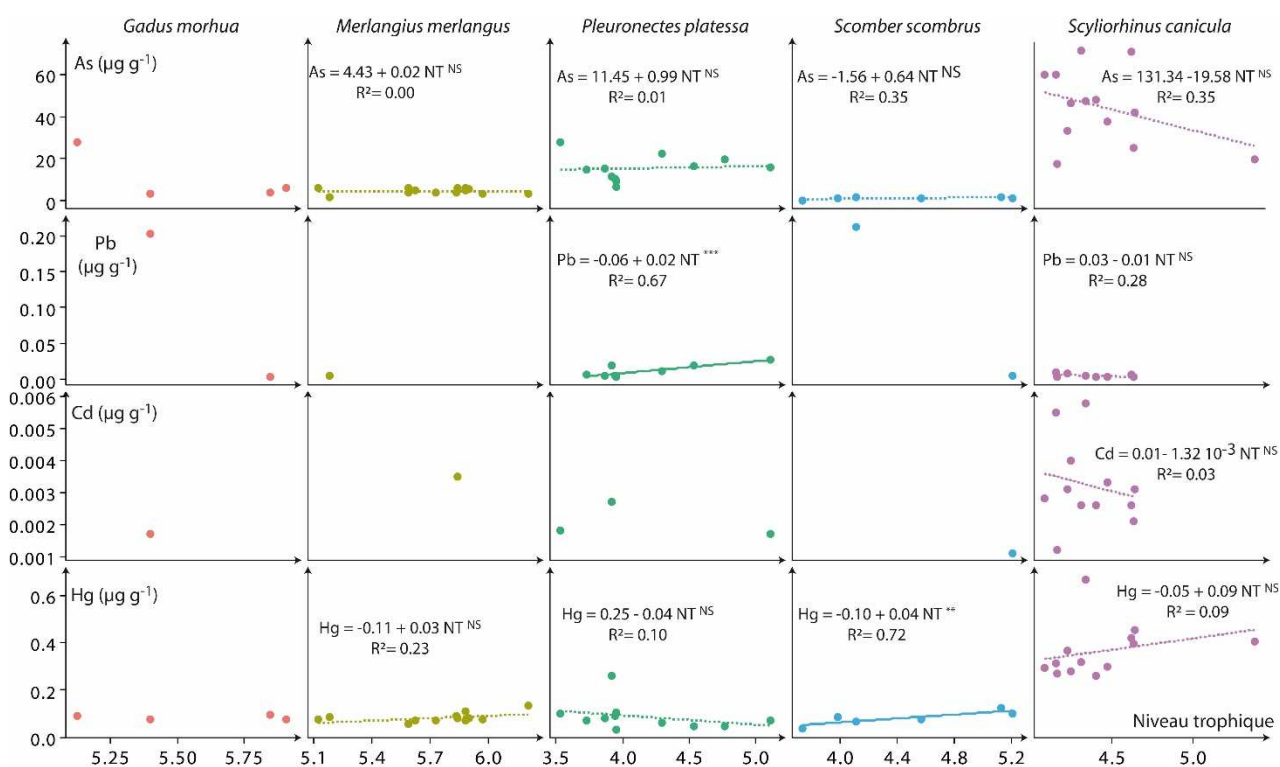 Gadus morhua Merlangius merlangus Pleuronectes platessa Scomber scombrus Scyliorhinus canicula
As (µg g⁻¹)
60
40
20
0
As = 4.43 + 0.02 NT NS
R²= 0.00
As = 11.45 + 0.99 NT NS
R²= 0.01
As = -1.56 + 0.64 NT NS
R²= 0.35
As = 131.34 -19.58 NT NS
R²= 0.35
Pb
(µg g⁻¹)
0.20
0.15
0.10
0.05
0.00
Pb = -0.06 + 0.02 NT ***
R²= 0.67
Pb = 0.03 - 0.01 NT NS
R²= 0.28
Cd (µg g⁻¹)
0.006
0.005
0.004
0.003
0.002
0.001
Cd = 0.01- 1.32 10⁻³ NT NS
R²= 0.03
Hg (µg g⁻¹)
0.6
0.4
0.2
0.0
Hg = -0.11 + 0.03 NT NS
R²= 0.23
Hg = 0.25 - 0.04 NT NS
R²= 0.10
Hg = -0.10 + 0.04 NT **
R²= 0.72
Hg = -0.05 + 0.09 NT NS
R² = 0.09
Niveau trophique
5.25 5.50 5.75 5.1 5.4 5.7 6.0 3.5 4.0 4.5 5.0 4.0 4.4 4.8 5.2 4.5 5.0